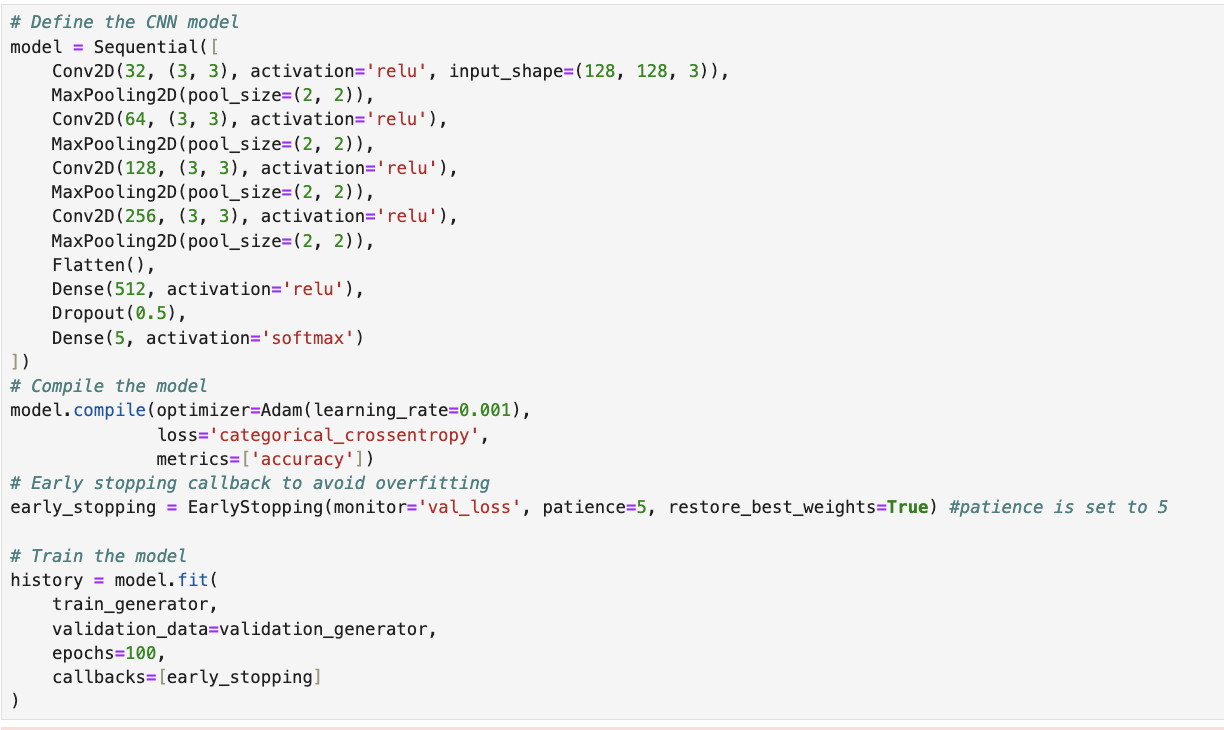 # Define the CNN model
model = Sequential([
    Conv2D(32, (3, 3), activation='relu', input_shape=(128, 128, 3)),
    MaxPooling2D(pool_size=(2, 2)),
    Conv2D(64, (3, 3), activation='relu'),
    MaxPooling2D(pool_size=(2, 2)),
    Conv2D(128, (3, 3), activation='relu'),
    MaxPooling2D(pool_size=(2, 2)),
    Conv2D(256, (3, 3), activation='relu'),
    MaxPooling2D(pool_size=(2, 2)),
    Flatten(),
    Dense(512, activation='relu'),
    Dropout(0.5),
    Dense(5, activation='softmax')
])
# Compile the model
model.compile(optimizer=Adam(learning_rate=0.001),
              loss='categorical_crossentropy',
              metrics=['accuracy'])
# Early stopping callback to avoid overfitting
early_stopping = EarlyStopping(monitor='val_loss', patience=5, restore_best_weights=True) #patience is set to 5

# Train the model
history = model.fit(
    train_generator,
    validation_data=validation_generator,
    epochs=100,
    callbacks=[early_stopping]
)